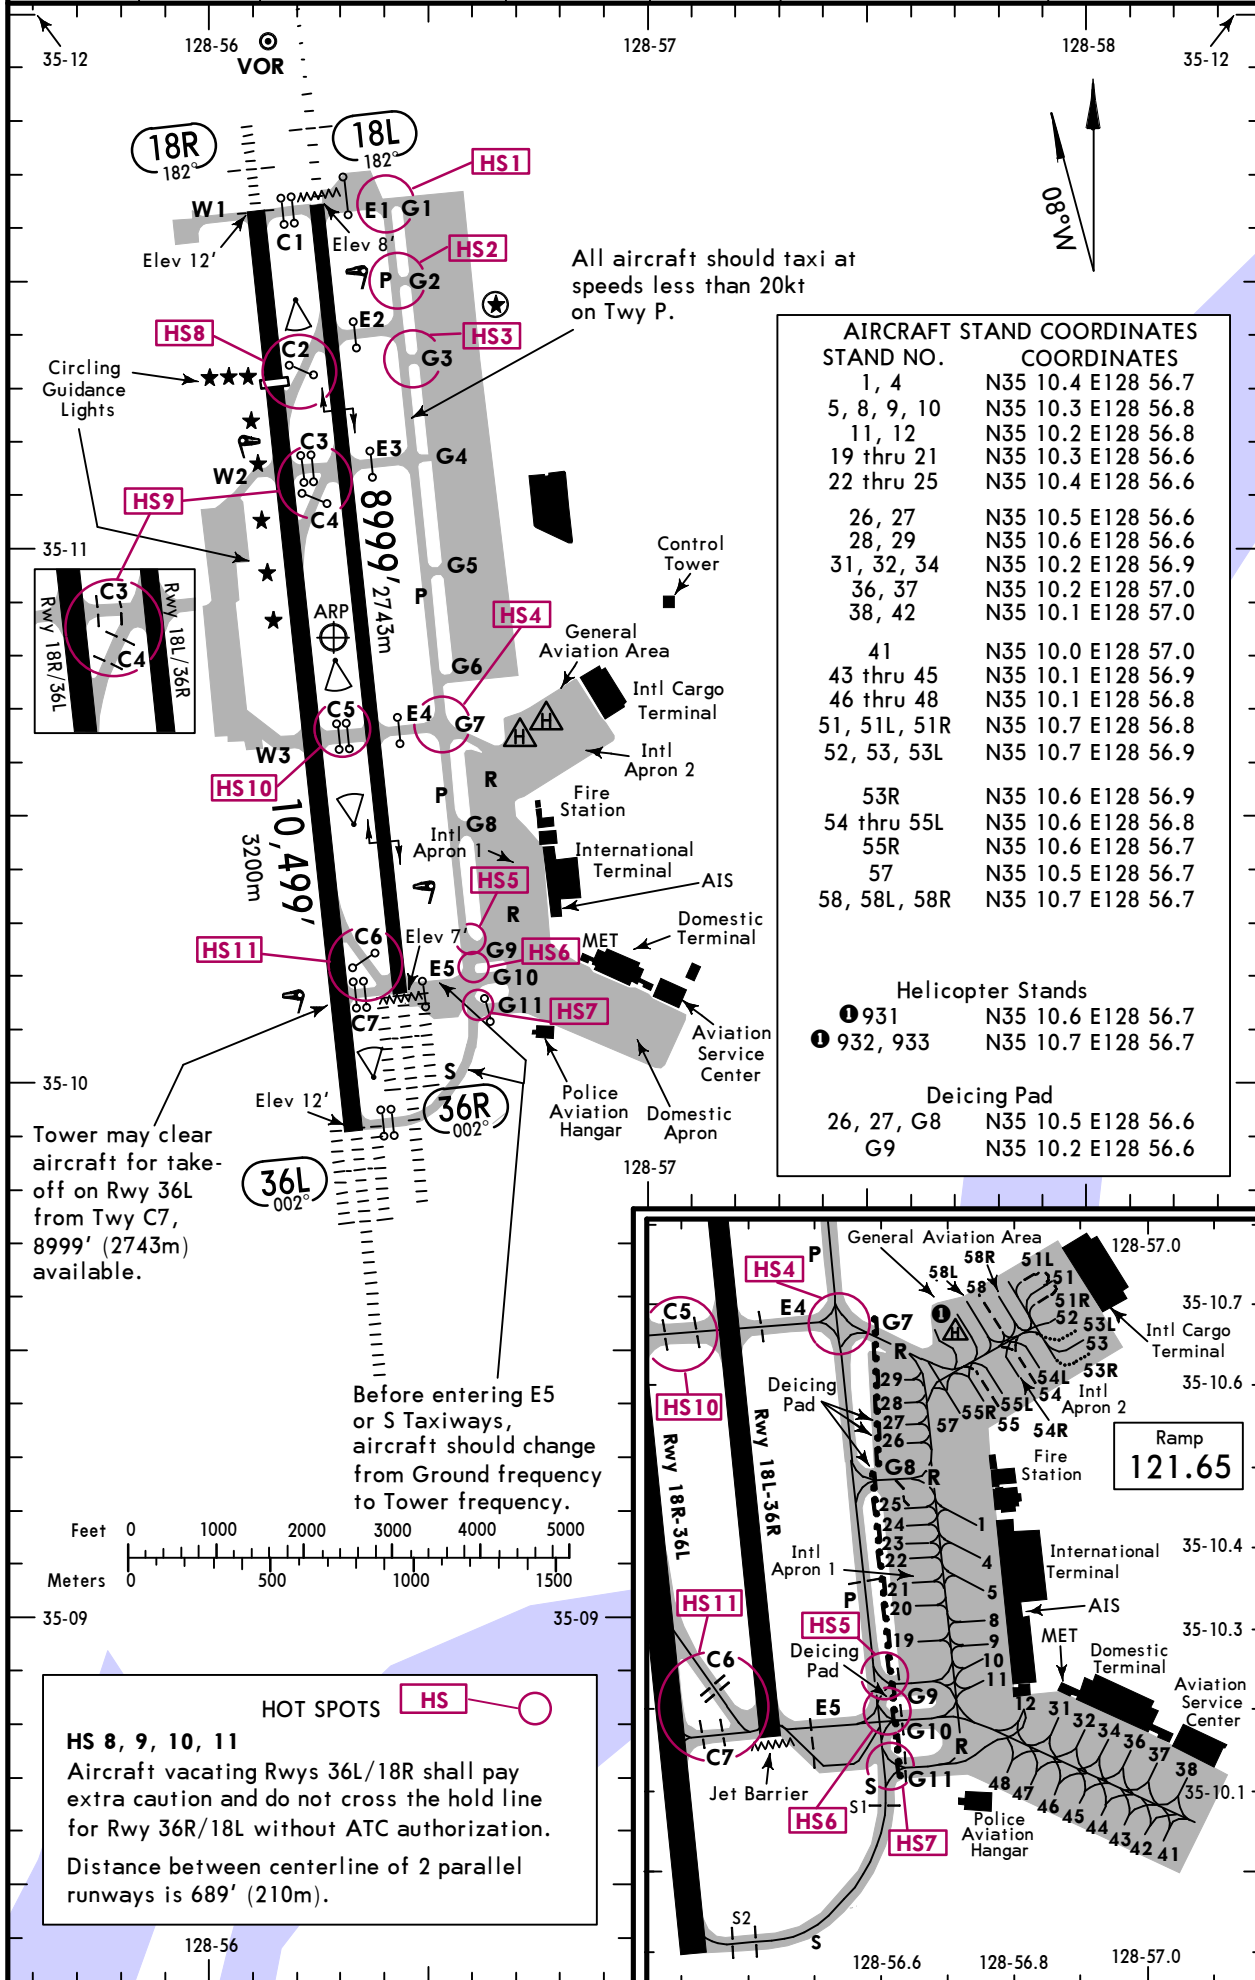 128-56
128-57
128-58
35-12
35-12
VOR
18R
182°
18L
182°
HS1
W1
E1
G1
C1
Elev 8'
Elev 12'
HS2
P
G2
08°W
All aircraft should taxi at
speeds less than 20kt
on Twy P.
HS8
E2
HS3
C2
G3
Circling
Guidance
Lights
C3
E3
G4
W2
HS9
C4
8999'
2743m
35-11
G5
Control
Tower
C3
C4
Rwy 18R/36L
Rwy 18L/36R
ARP
P
HS4
General
Aviation Area
G6
Intl Cargo
Terminal
C5
E4
G7
H
H
W3
Intl
Apron 2
HS10
R
P
Fire
Station
10,499'
3200m
G8
Intl
Apron 1
International
Terminal
HS5
AIS
R
Domestic
Terminal
C6
Elev 7'
G9
HS6
MET
HS11
E5
G10
G11
HS7
C7
Aviation
Service
Center
35-10
S
Elev 12'
36R
002°
Police
Aviation
Hangar
Domestic
Apron
Tower may clear
aircraft for take-
off on Rwy 36L
from Twy C7,
8999' (2743m)
available.
36L
002°
128-57
Before entering E5
or S Taxiways,
aircraft should change
from Ground frequency
to Tower frequency.
Feet 0 1000 2000 3000 4000 5000
Meters 0 500 1000 1500
35-09
35-09
HOT SPOTS HS
HS 8, 9, 10, 11
Aircraft vacating Rwys 36L/18R shall pay
extra caution and do not cross the hold line
for Rwy 36R/18L without ATC authorization.
Distance between centerline of 2 parallel
runways is 689' (210m).
128-56
AIRCRAFT STAND COORDINATES
STAND NO. COORDINATES
1, 4 N35 10.4 E128 56.7
5, 8, 9, 10 N35 10.3 E128 56.8
11, 12 N35 10.2 E128 56.8
19 thru 21 N35 10.3 E128 56.6
22 thru 25 N35 10.4 E128 56.6
26, 27 N35 10.5 E128 56.6
28, 29 N35 10.6 E128 56.6
31, 32, 34 N35 10.2 E128 56.9
36, 37 N35 10.2 E128 57.0
38, 42 N35 10.1 E128 57.0
41 N35 10.0 E128 57.0
43 thru 45 N35 10.1 E128 56.9
46 thru 48 N35 10.1 E128 56.8
51, 51L, 51R N35 10.7 E128 56.8
52, 53, 53L N35 10.7 E128 56.9
53R N35 10.6 E128 56.9
54 thru 55L N35 10.6 E128 56.8
55R N35 10.6 E128 56.7
57 N35 10.5 E128 56.7
58, 58L, 58R N35 10.7 E128 56.7
Helicopter Stands
❶ 931 N35 10.6 E128 56.7
❶ 932, 933 N35 10.7 E128 56.7
Deicing Pad
26, 27, G8 N35 10.5 E128 56.6
G9 N35 10.2 E128 56.6
General Aviation Area
128-57.0
P
58L
58
58R
51L
51
HS4
51R
C5
E4
❶
H
G7
52
53L
53
35-10.7
Intl Cargo
Terminal
R
53R
54L
54
54R
29
35-10.6
Deicing
Pad
28
27
26
57
55R
55L
55
Intl
Apron 2
HS10
Rwy 18R-36L
Rwy 18L-36R
Ramp
121.65
Fire
Station
G8
R
25
24
1
23
22
4
Intl
Apron 1
35-10.4
International
Terminal
21
5
20
P
HS11
AIS
8
HS5
19
9
35-10.3
MET
Deicing
Pad
10
Domestic
Terminal
C6
11
Aviation
Service
Center
G9
12
31
32
34
36
37
38
E5
G10
R
C7
G11
35-10.1
Jet Barrier
S
S1
HS6
HS7
48
47
46
45
44
43
42
41
Police
Aviation
Hangar
S2
S
128-56.6
128-56.8
128-57.0